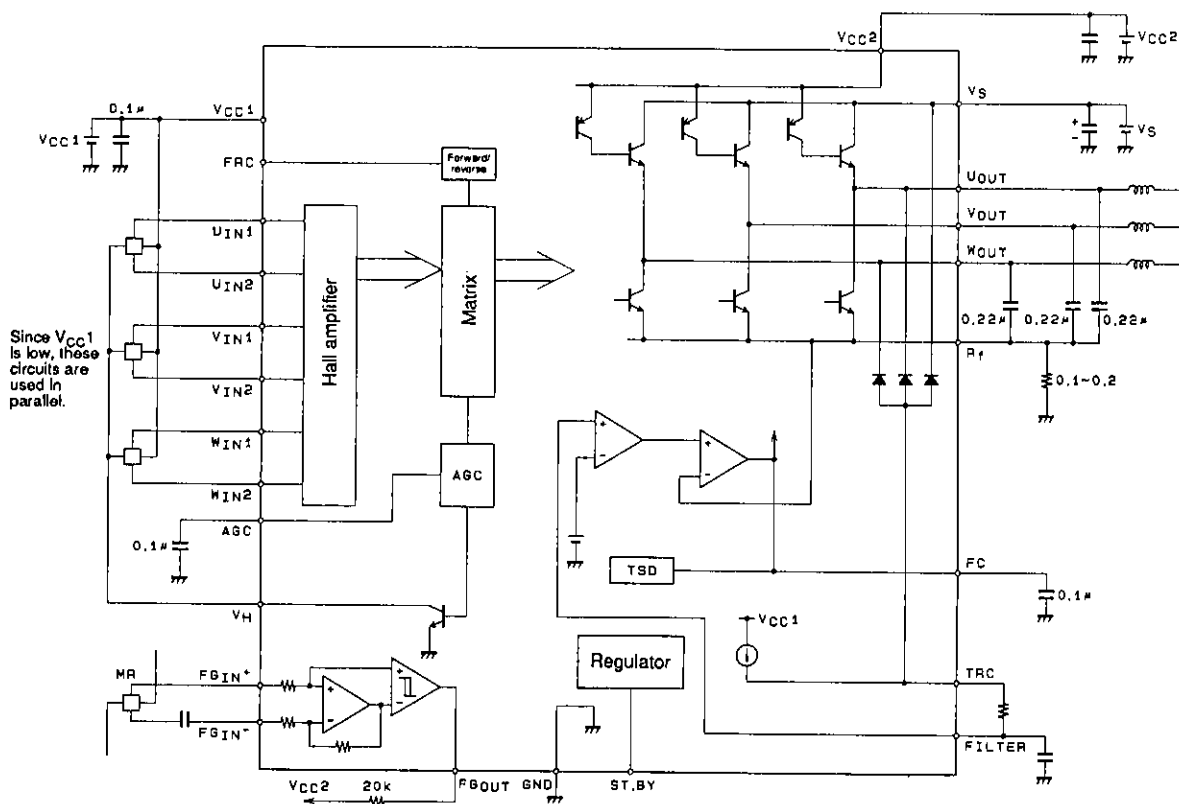 VCC2
VCC2
0.1μ
VCC1
VS
VCC1
+
-
VS
FRC
Forward/
reverse
UOUT
UIN1
VOUT
UIN2
WOUT
Hall amplifier
Matrix
Since VCC1
is low, these
circuits are
used in
parallel.
VIN1
0.22μ
0.22μ
0.22μ
Rf
VIN2
0.1~0.2
WIN1
+
-
+
-
AGC
WIN2
AGC
0.1μ
TSD
FC
0.1μ
VH
VCC1
Regulator
MR
FGIN+
+
-
+
-
TRC
FGIN-
FILTER
VCC2
20k
FGOUT
GND
ST.BY